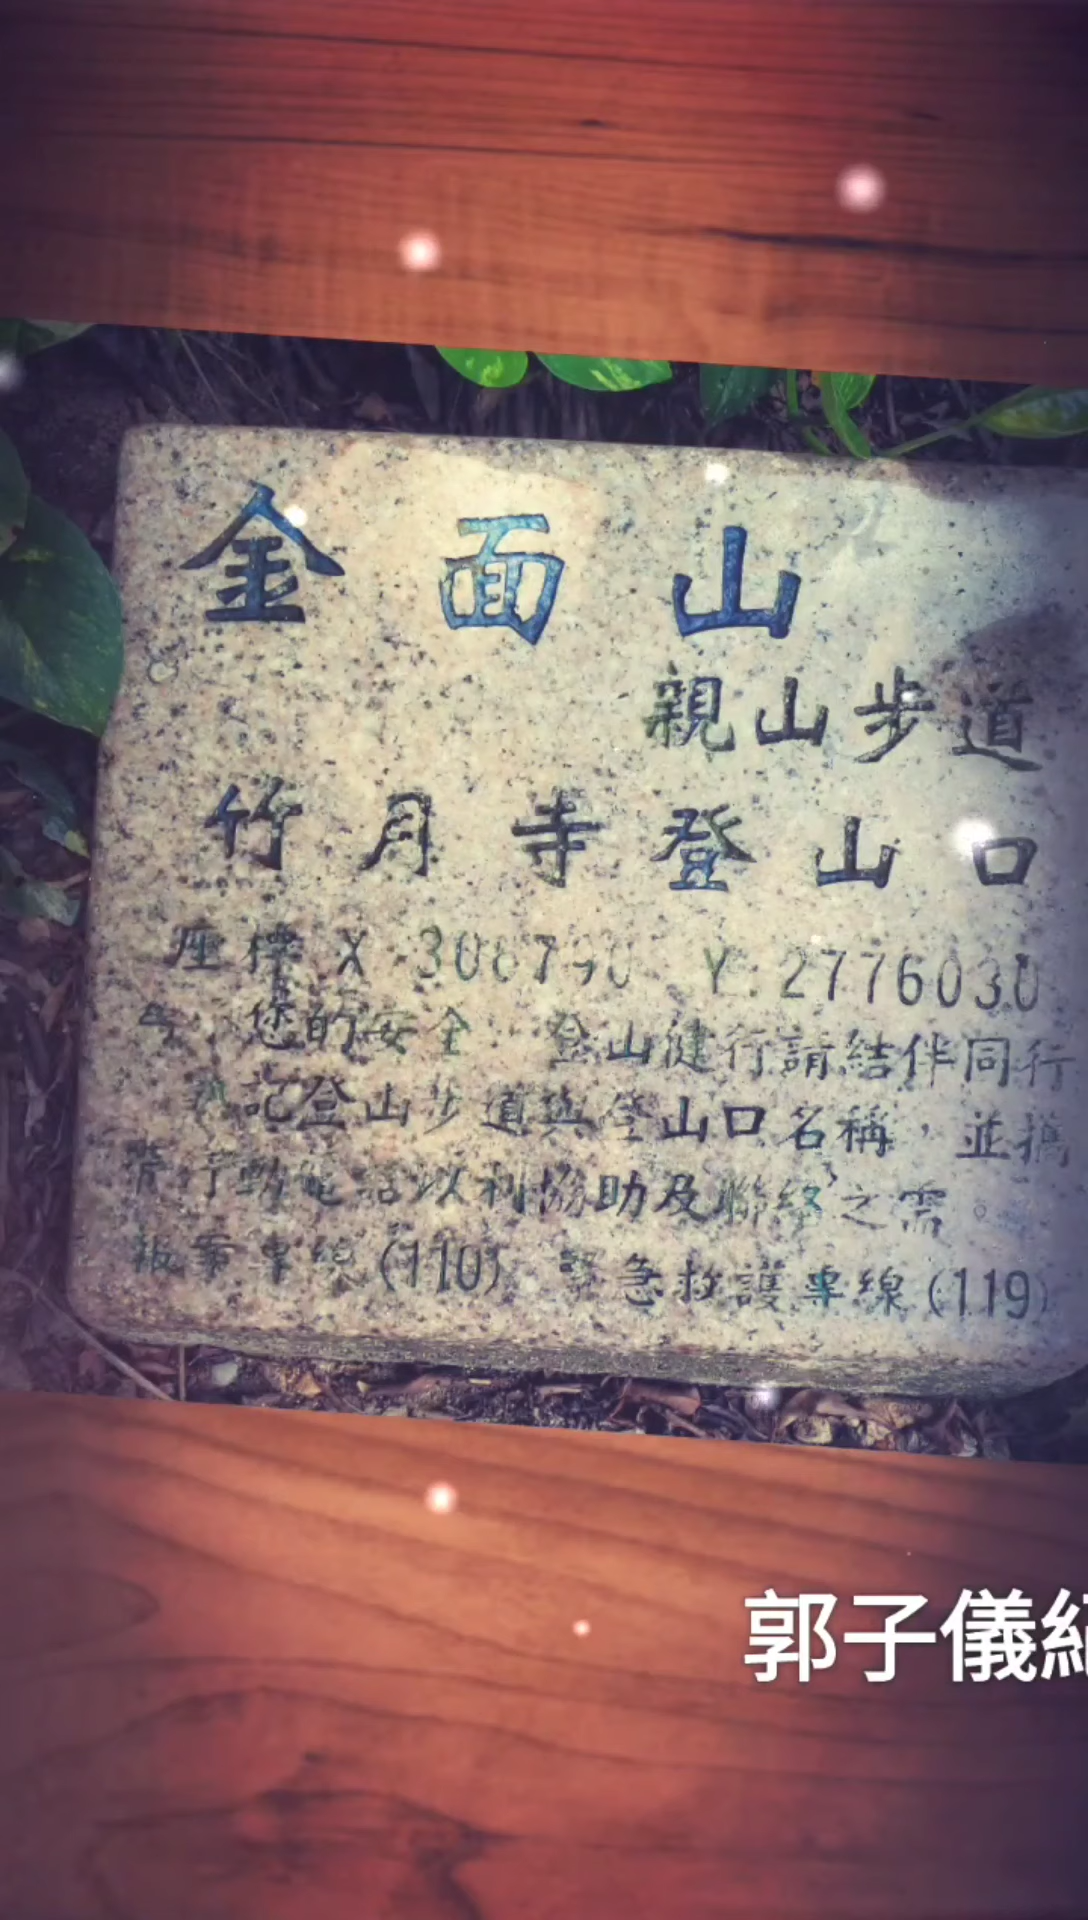 金面山
親山步道
竹月寺登山口
座標 X 306790 Y 2776030
您的安全 登山健行請結伴同行
記登山步道與登山口名稱,並攜
行動電話以利協助及聯絡之需。
報案專線(110) 緊急救護專線(119)
郭子儀紀